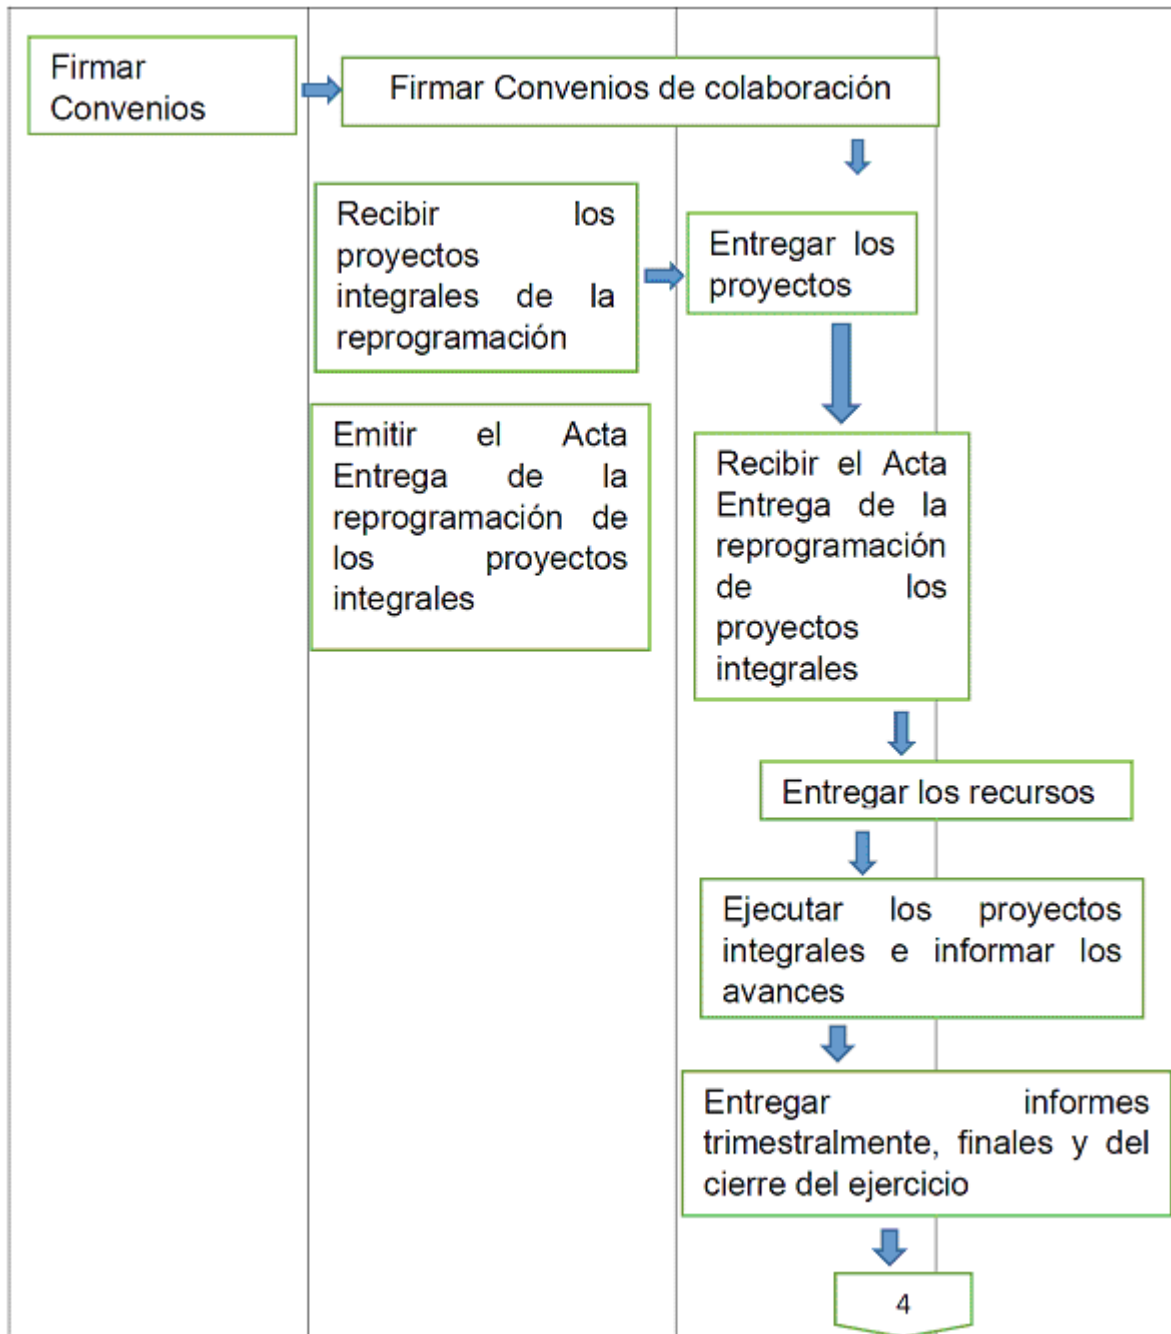 Firmar
Convenios
Firmar Convenios de colaboración
Recibir los
proyectos
integrales de la
reprogramación
Entregar los
proyectos
Emitir el Acta
Entrega de la
reprogramación de
los proyectos
integrales
Recibir el Acta
Entrega de la
reprogramación
de los
proyectos
integrales
Entregar los recursos
Ejecutar los proyectos
integrales e informar los
avances
Entregar informes
trimestralmente, finales y del
cierre del ejercicio
4